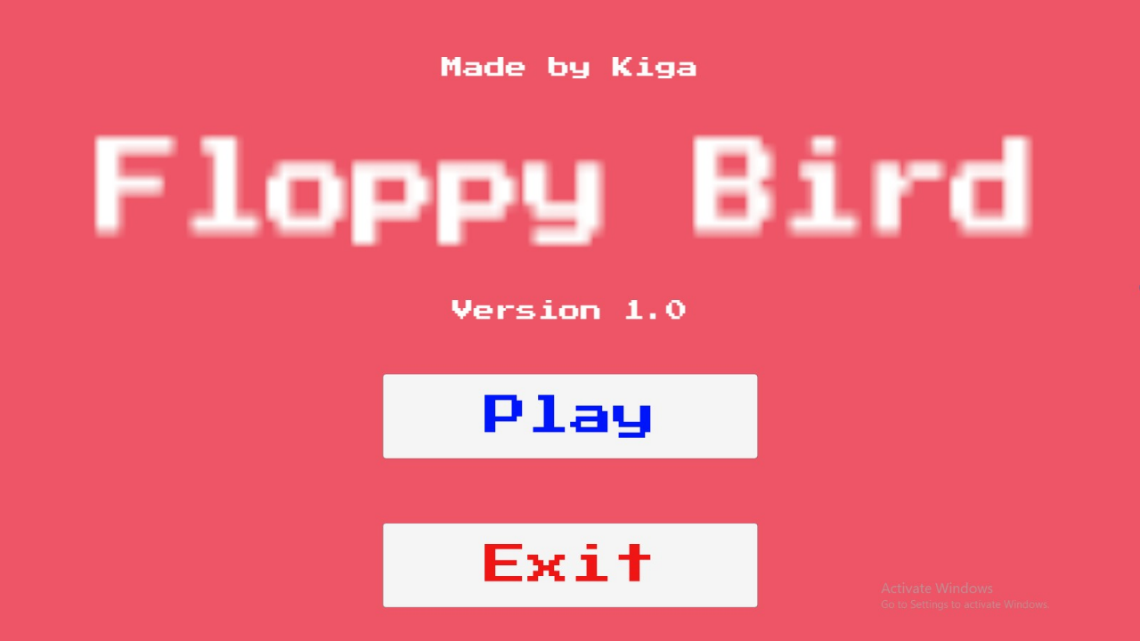 Made by Kiga
Floppy Bird
Version 1.0
Play
Exit
Activate Windows
Go to Settings to activate Windows.